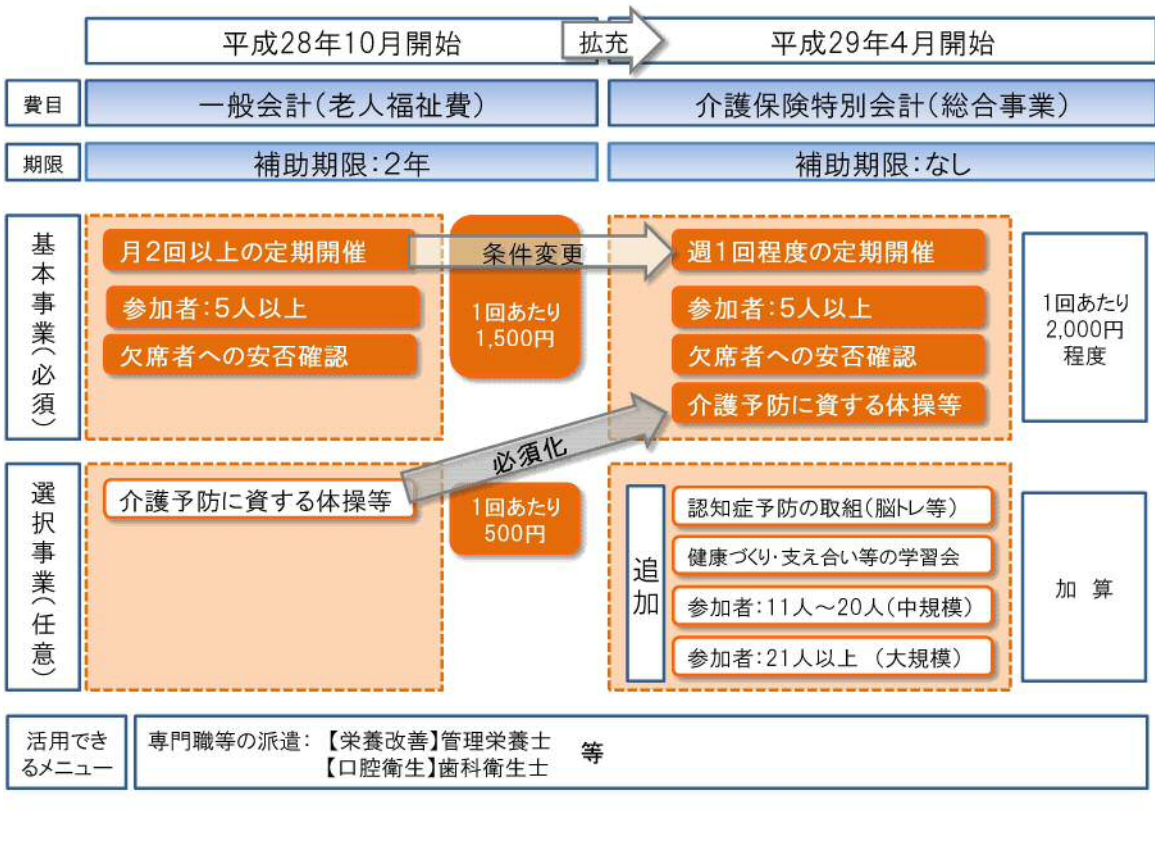 平成28年10月開始
拡充
平成29年4月開始
費目
一般会計(老人福祉費)
介護保険特別会計(総合事業)
期限
補助期限:2年
補助期限:なし
基本事業(必須)
月2回以上の定期開催
参加者:5人以上
欠席者への安否確認
条件変更
1回あたり
1,500円
週1回程度の定期開催
参加者:5人以上
欠席者への安否確認
介護予防に資する体操等
1回あたり
2,000円
程度
必須化
選択事業(任意)
介護予防に資する体操等
1回あたり
500円
追加
認知症予防の取組(脳トレ等)
健康づくり・支え合い等の学習会
参加者:11人～20人(中規模)
参加者:21人以上 (大規模)
加 算
活用でき
るメニュー
専門職等の派遣: 【栄養改善】管理栄養士 等
【口腔衛生】歯科衛生士